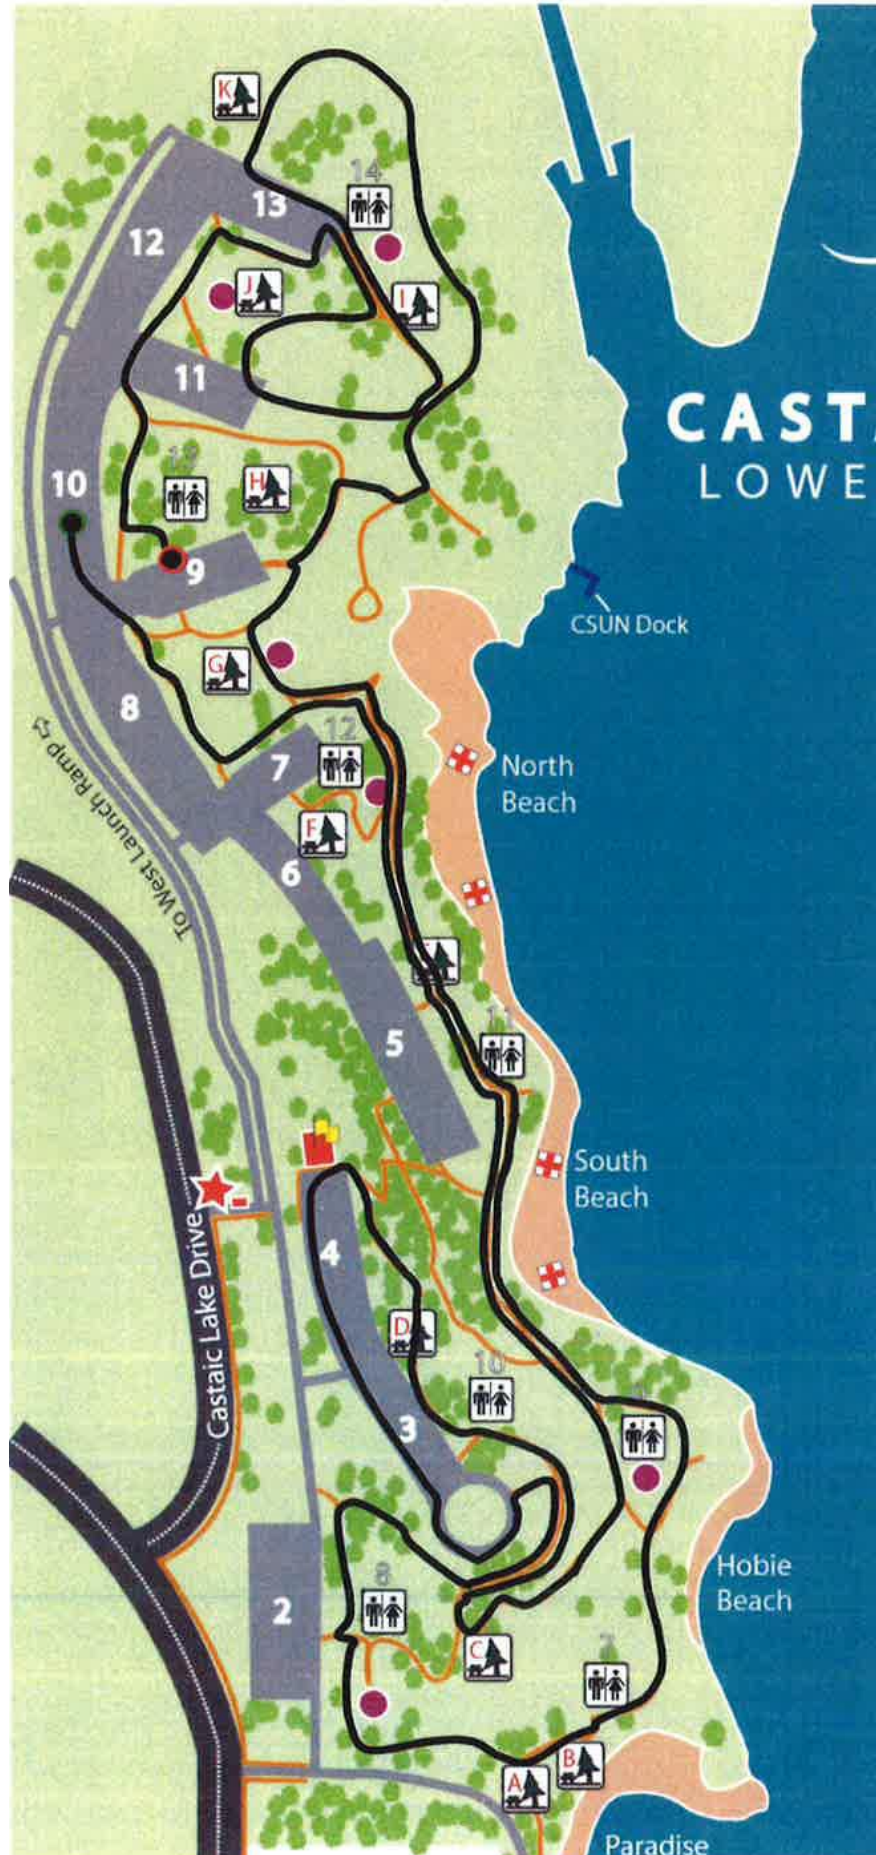 K
14
13
12
J
I
11
CAST
LOWE
13
H
10
9
CSUN Dock
G
8
12
7
North
Beach
To West Launch Ramp
F
6
11
5
South
Beach
4
Castaic Lake Drive
D
10
3
Hobie
Beach
8
2
C
7
B
A
Paradise